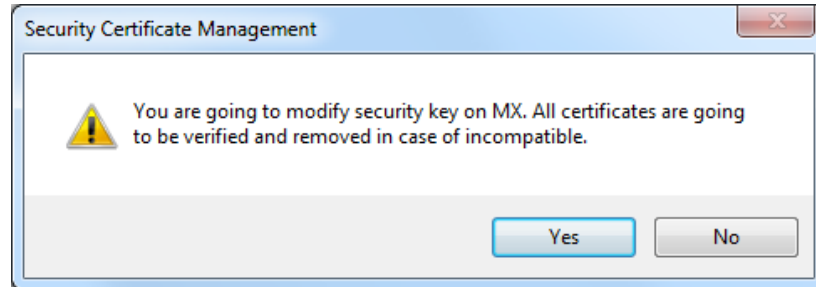 Security Certificate Management
You are going to modify security key on MX. All certificates are going
to be verified and removed in case of incompatible.
Yes
No